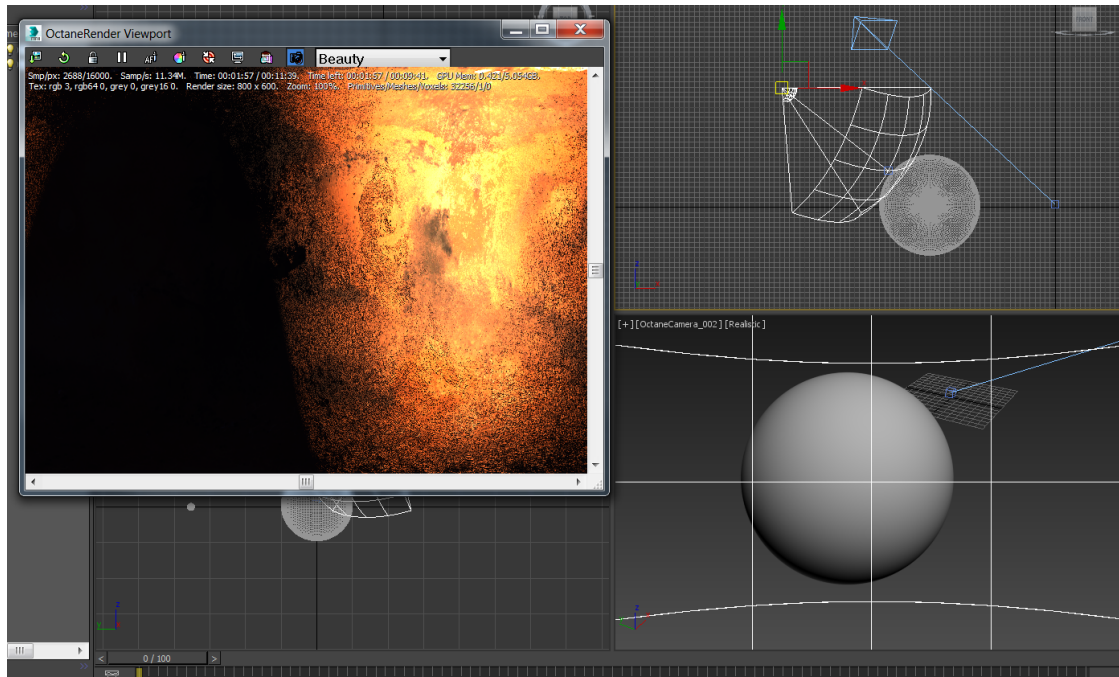 OctaneRender Viewport
AF
Beauty
Smp/px: 2688/16000. Samp/s: 11.34M. Time: 00:01:57 / 00:11:39. Time left: 00:01:57 / 00:09:41. GPU Mem: 0.421/5.054GB.
Tex: rgb 3, rgb64 0, grey 0, grey16 0. Render size: 800 x 600. Zoom: 100%. Primitives/Meshes/Voxels: 32256/1/0
FRONT
z
x
[ + ] [OctaneCamera_002 ] [Realistic ]
z
y
z
< 0 / 100 >